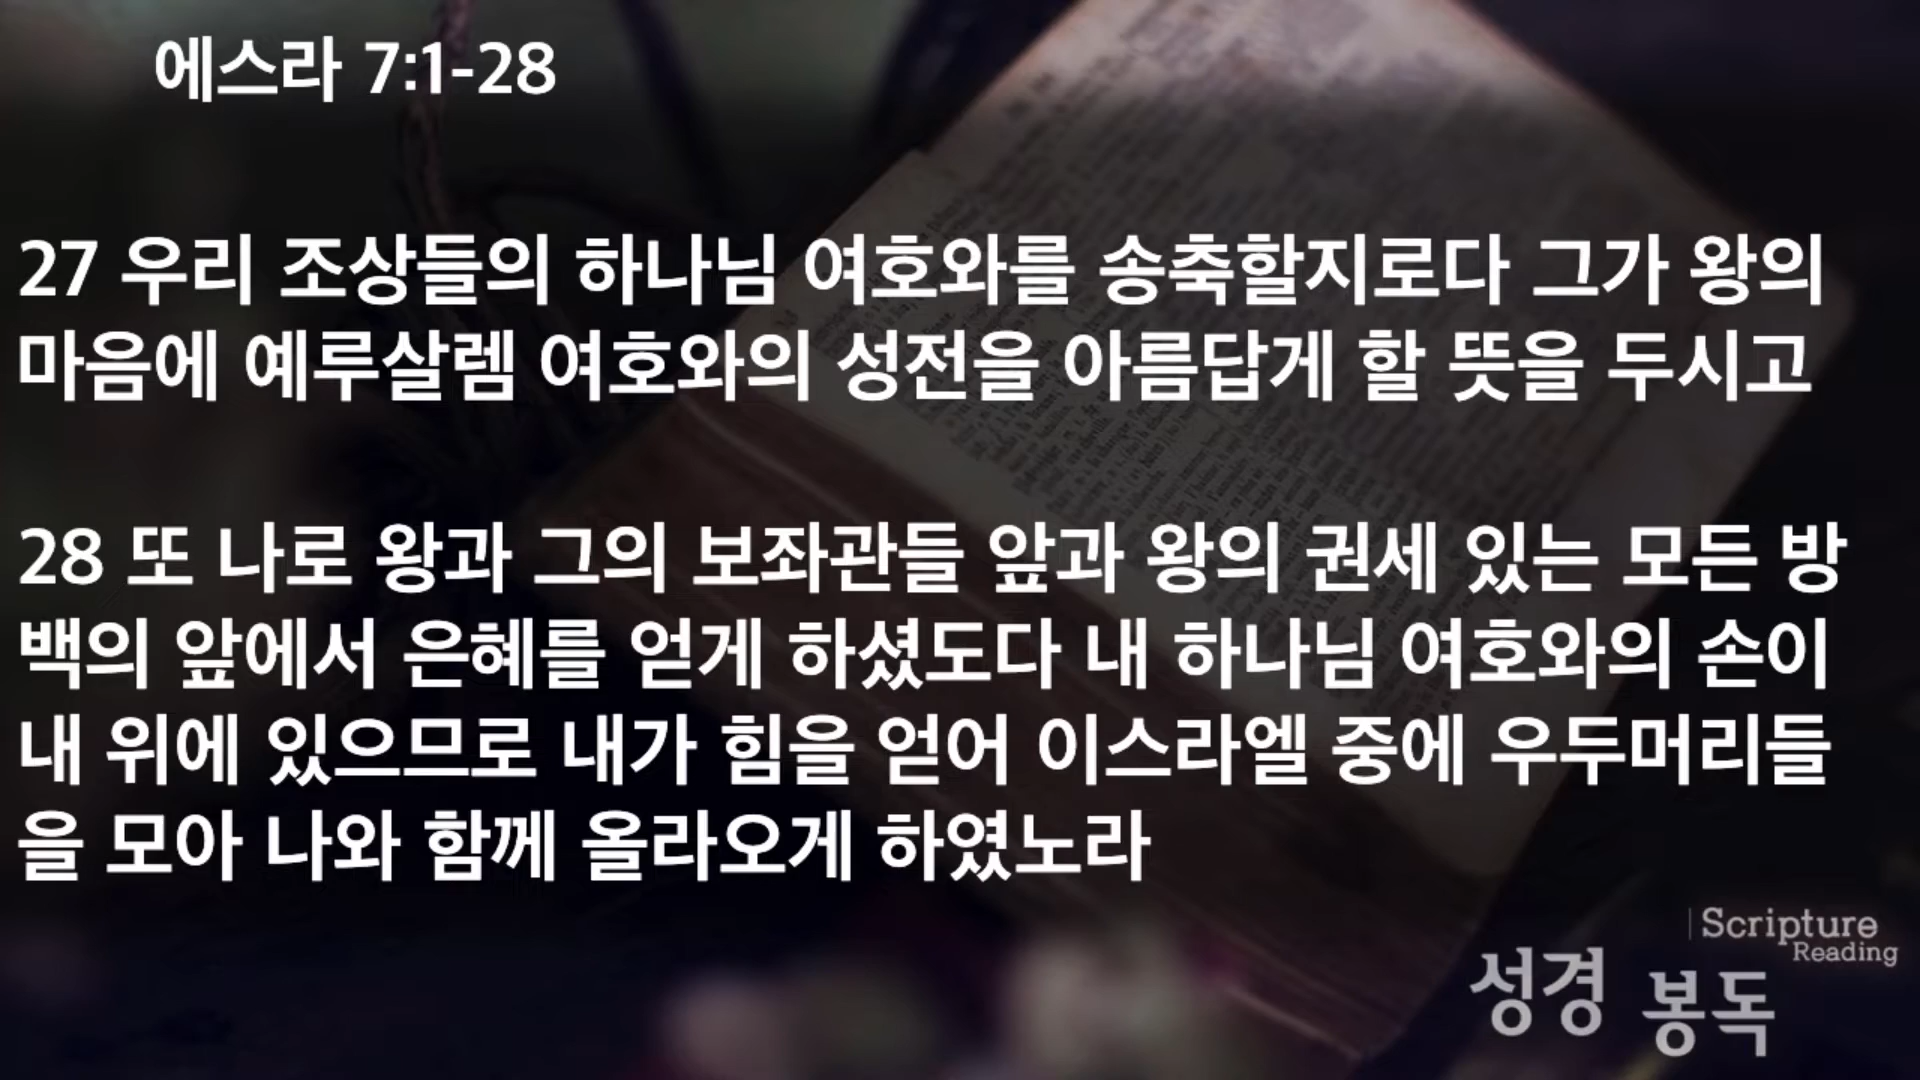 에스라 7:1-28
27 우리 조상들의 하나님 여호와를 송축할지로다 그가 왕의
마음에 예루살렘 여호와의 성전을 아름답게 할 뜻을 두시고
28 또 나로 왕과 그의 보좌관들 앞과 왕의 권세 있는 모든 방
백의 앞에서 은혜를 얻게 하셨도다 내 하나님 여호와의 손이
내 위에 있으므로 내가 힘을 얻어 이스라엘 중에 우두머리들
을 모아 나와 함께 올라오게 하였노라
Scripture
Reading
성경 봉독